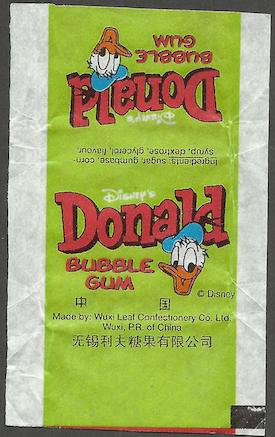 DISNEY'S
Donald
BUBBLE
GUM
Ingredients: sugar, gumbase, corn-
syrup, dextrose, glycerol, flavour.
DISNEY'S
Donald
BUBBLE
GUM
© Disney
中 国
Made by: Wuxi Leaf Confectionery Co. Ltd.
Wuxi, P.R. of China
无锡利夫糖果有限公司